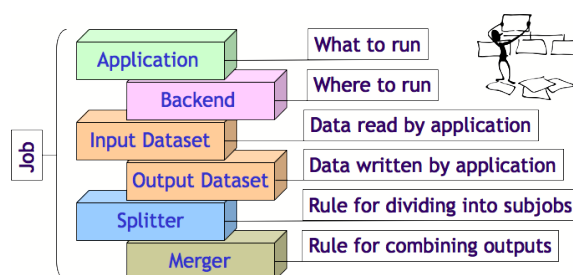 Job
Application
What to run
Backend
Where to run
Input Dataset
Data read by application
Output Dataset
Data written by application
Splitter
Rule for dividing into subjobs
Merger
Rule for combining outputs